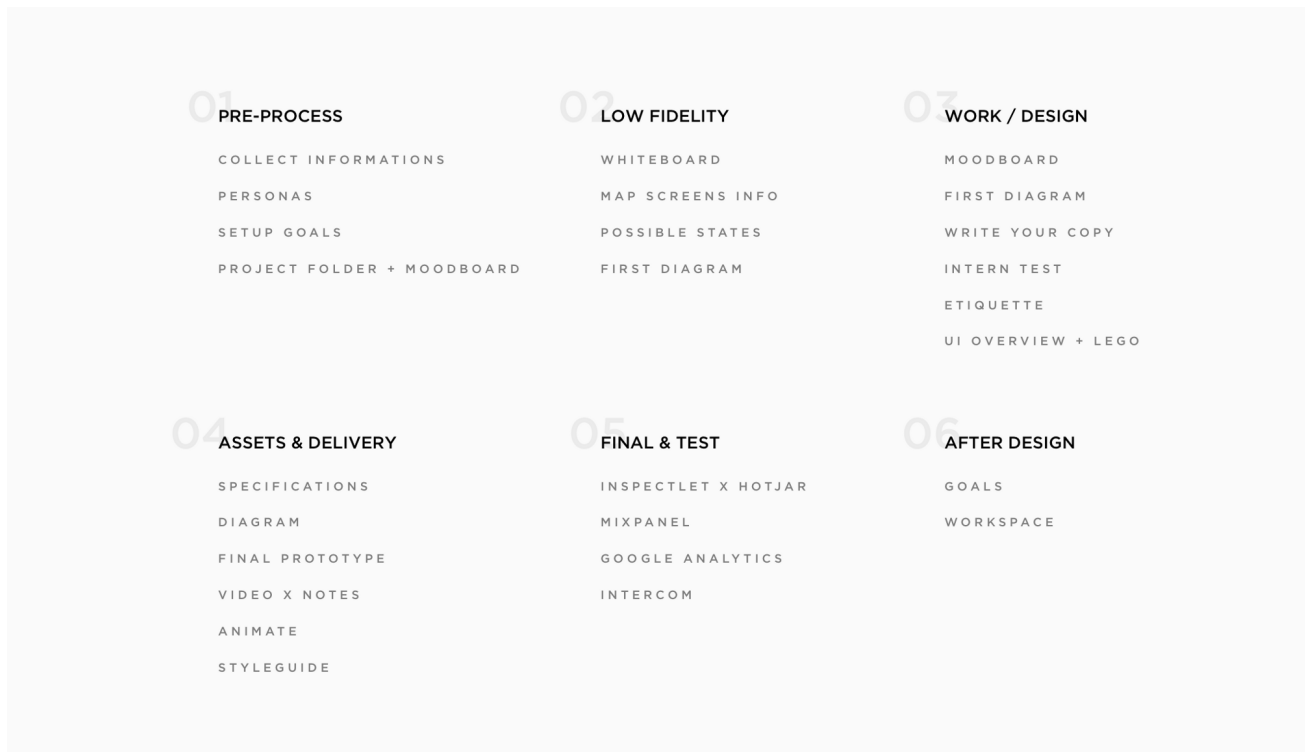 01
PRE-PROCESS
COLLECT INFORMATIONS
PERSONAS
SETUP GOALS
PROJECT FOLDER + MOODBOARD
02
LOW FIDELITY
WHITEBOARD
MAP SCREENS INFO
POSSIBLE STATES
FIRST DIAGRAM
03
WORK / DESIGN
MOODBOARD
FIRST DIAGRAM
WRITE YOUR COPY
INTERN TEST
ETIQUETTE
UI OVERVIEW + LEGO
04
ASSETS & DELIVERY
SPECIFICATIONS
DIAGRAM
FINAL PROTOTYPE
VIDEO X NOTES
ANIMATE
STYLEGUIDE
05
FINAL & TEST
INSPECTLET X HOTJAR
MIXPANEL
GOOGLE ANALYTICS
INTERCOM
06
AFTER DESIGN
GOALS
WORKSPACE